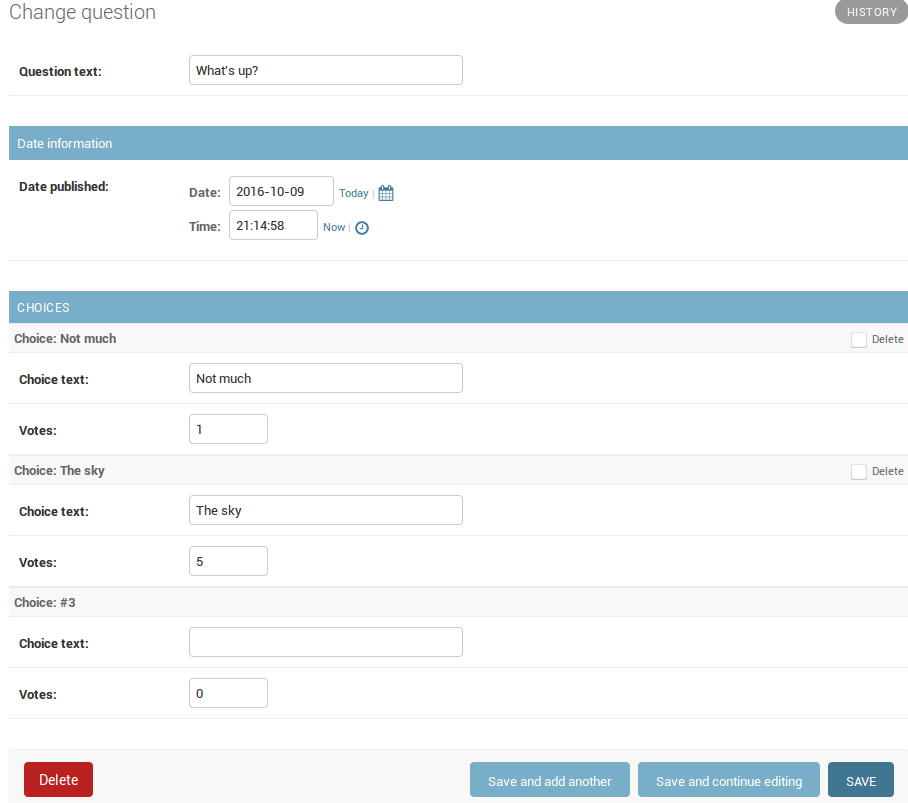 Change question
HISTORY
Question text: What's up?
Date information
Date published: Date: 2016-10-09 Today |
Time: 21:14:58 Now |
CHOICES
Choice: Not much Delete
Choice text: Not much
Votes: 1
Choice: The sky Delete
Choice text: The sky
Votes: 5
Choice: #3
Choice text:
Votes: 0
Delete Save and add another Save and continue editing SAVE